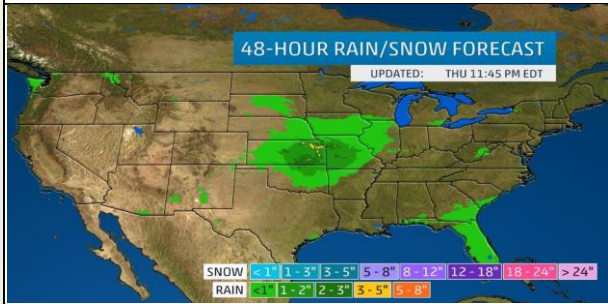 48-HOUR RAIN/SNOW FORECAST
UPDATED: THU 11:45 PM EDT
SNOW <1" 1 - 3" 3 - 5" 5 - 8" 8 - 12" 12 - 18" 18 - 24" > 24"
RAIN <1" 1 - 2" 2 - 3" 3 - 5" 5 - 8"